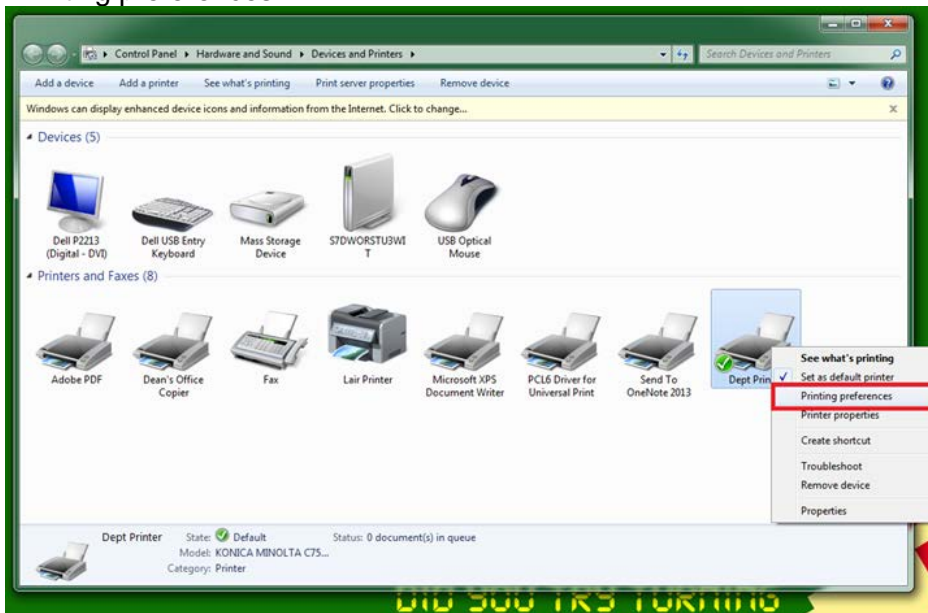 Control Panel ▸ Hardware and Sound ▸ Devices and Printers ▸
Search Devices and Printers
Add a device Add a printer See what's printing Print server properties Remove device
Windows can display enhanced device icons and information from the Internet. Click to change...
Devices (5)
Dell P2213 (Digital - DVI)
Dell USB Entry Keyboard
Mass Storage Device
S7DWORSTU3WIT
USB Optical Mouse
Printers and Faxes (8)
Adobe PDF
Dean's Office Copier
Fax
Lair Printer
Microsoft XPS Document Writer
PCL6 Driver for Universal Print
Send To OneNote 2013
See what's printing
Set as default printer
Printing preferences
Printer properties
Create shortcut
Troubleshoot
Remove device
Properties
Dept Printer State: Default Status: 0 document(s) in queue
Model: KONICA MINOLTA C75...
Category: Printer
DID YOU TRY TURNING